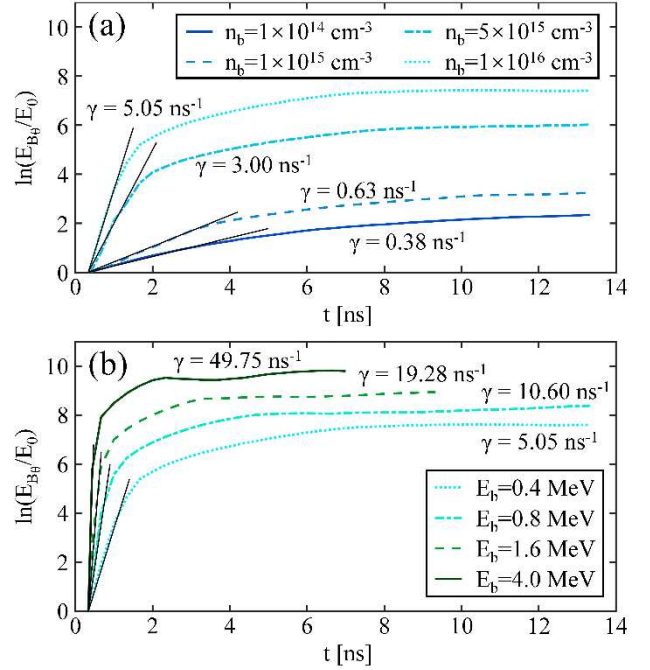 (a)
n_b=1×10^14 cm^-3
n_b=5×10^15 cm^-3
n_b=1×10^15 cm^-3
n_b=1×10^16 cm^-3
ln(E_Bθ/E_0)
10
8
6
4
2
0
γ = 5.05 ns^-1
γ = 3.00 ns^-1
γ = 0.63 ns^-1
γ = 0.38 ns^-1
0 2 4 6 8 10 12 14
t [ns]
(b)
ln(E_Bθ/E_0)
10
8
6
4
2
0
γ = 49.75 ns^-1
γ = 19.28 ns^-1
γ = 10.60 ns^-1
γ = 5.05 ns^-1
E_b=0.4 MeV
E_b=0.8 MeV
E_b=1.6 MeV
E_b=4.0 MeV
0 2 4 6 8 10 12 14
t [ns]